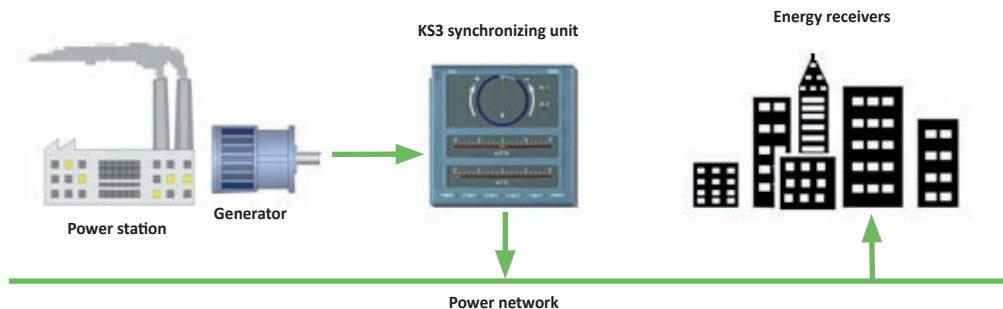 KS3 synchronizing unit
Energy receivers
Generator
Power station
Power network